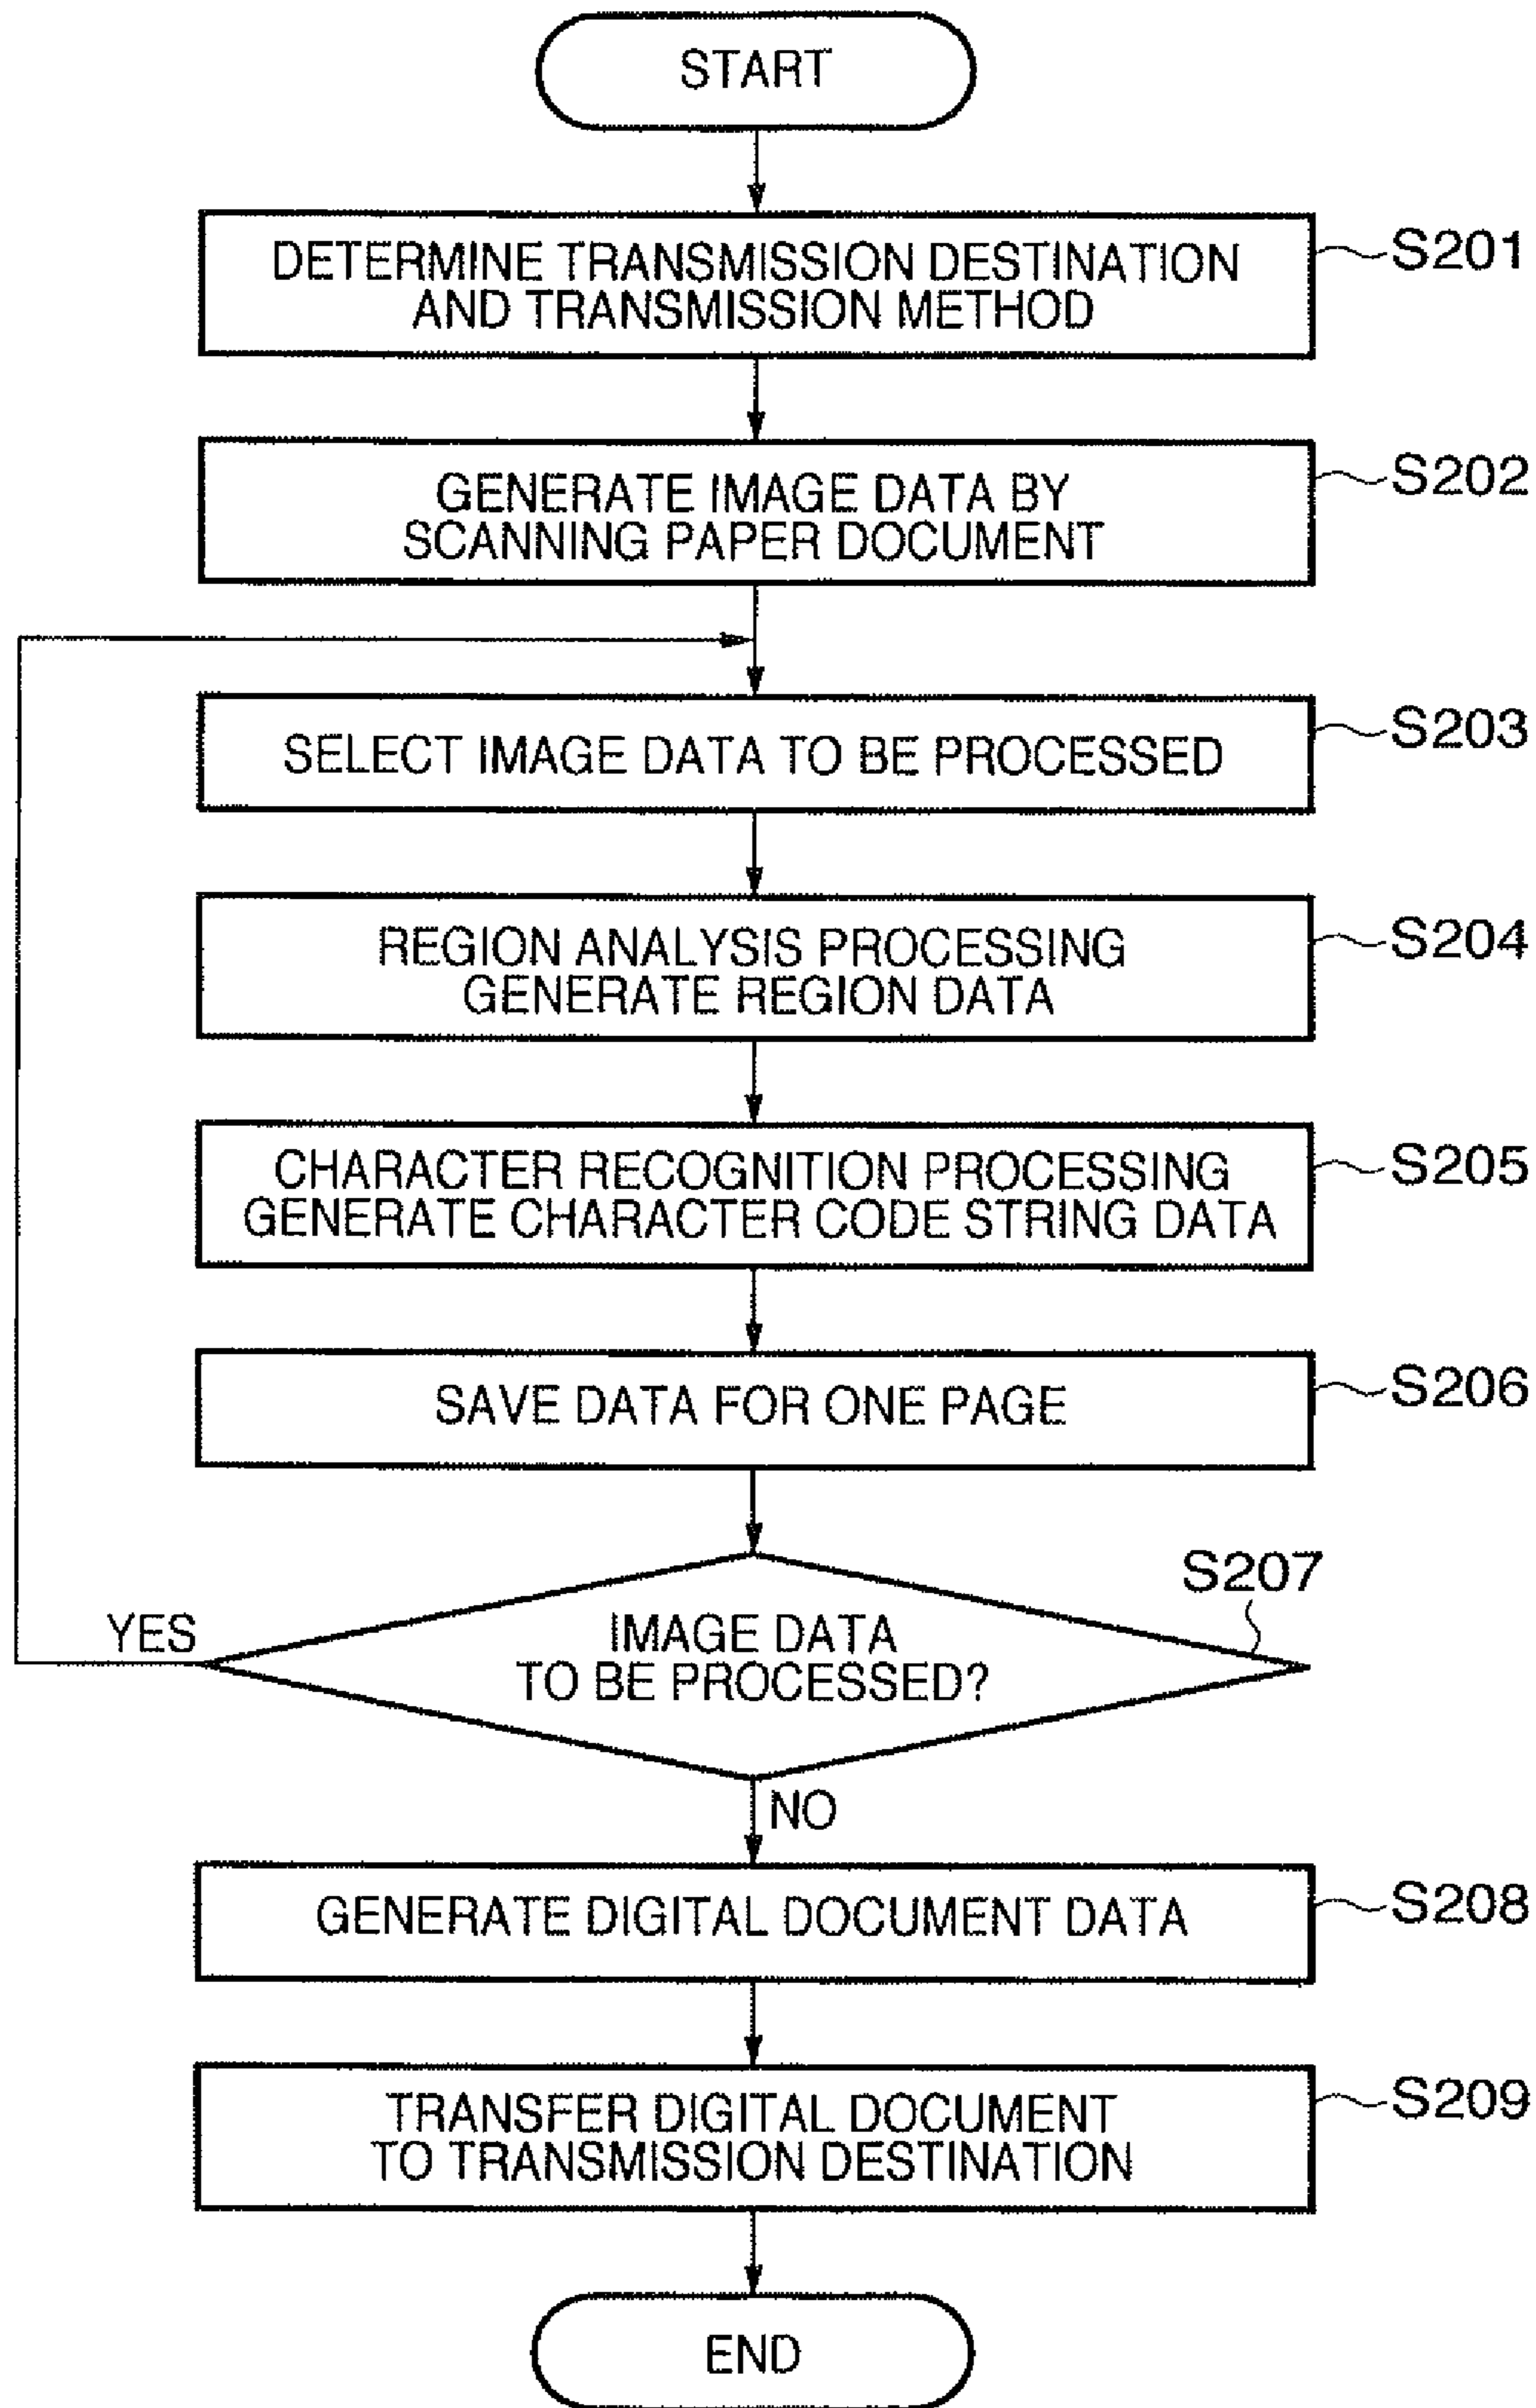 START
DETERMINE TRANSMISSION DESTINATION
AND TRANSMISSION METHOD
S201
GENERATE IMAGE DATA BY
SCANNING PAPER DOCUMENT
S202
SELECT IMAGE DATA TO BE PROCESSED
S203
REGION ANALYSIS PROCESSING
GENERATE REGION DATA
S204
CHARACTER RECOGNITION PROCESSING
GENERATE CHARACTER CODE STRING DATA
S205
SAVE DATA FOR ONE PAGE
S206
S207
YES
IMAGE DATA
TO BE PROCESSED?
NO
GENERATE DIGITAL DOCUMENT DATA
S208
TRANSFER DIGITAL DOCUMENT
TO TRANSMISSION DESTINATION
S209
END